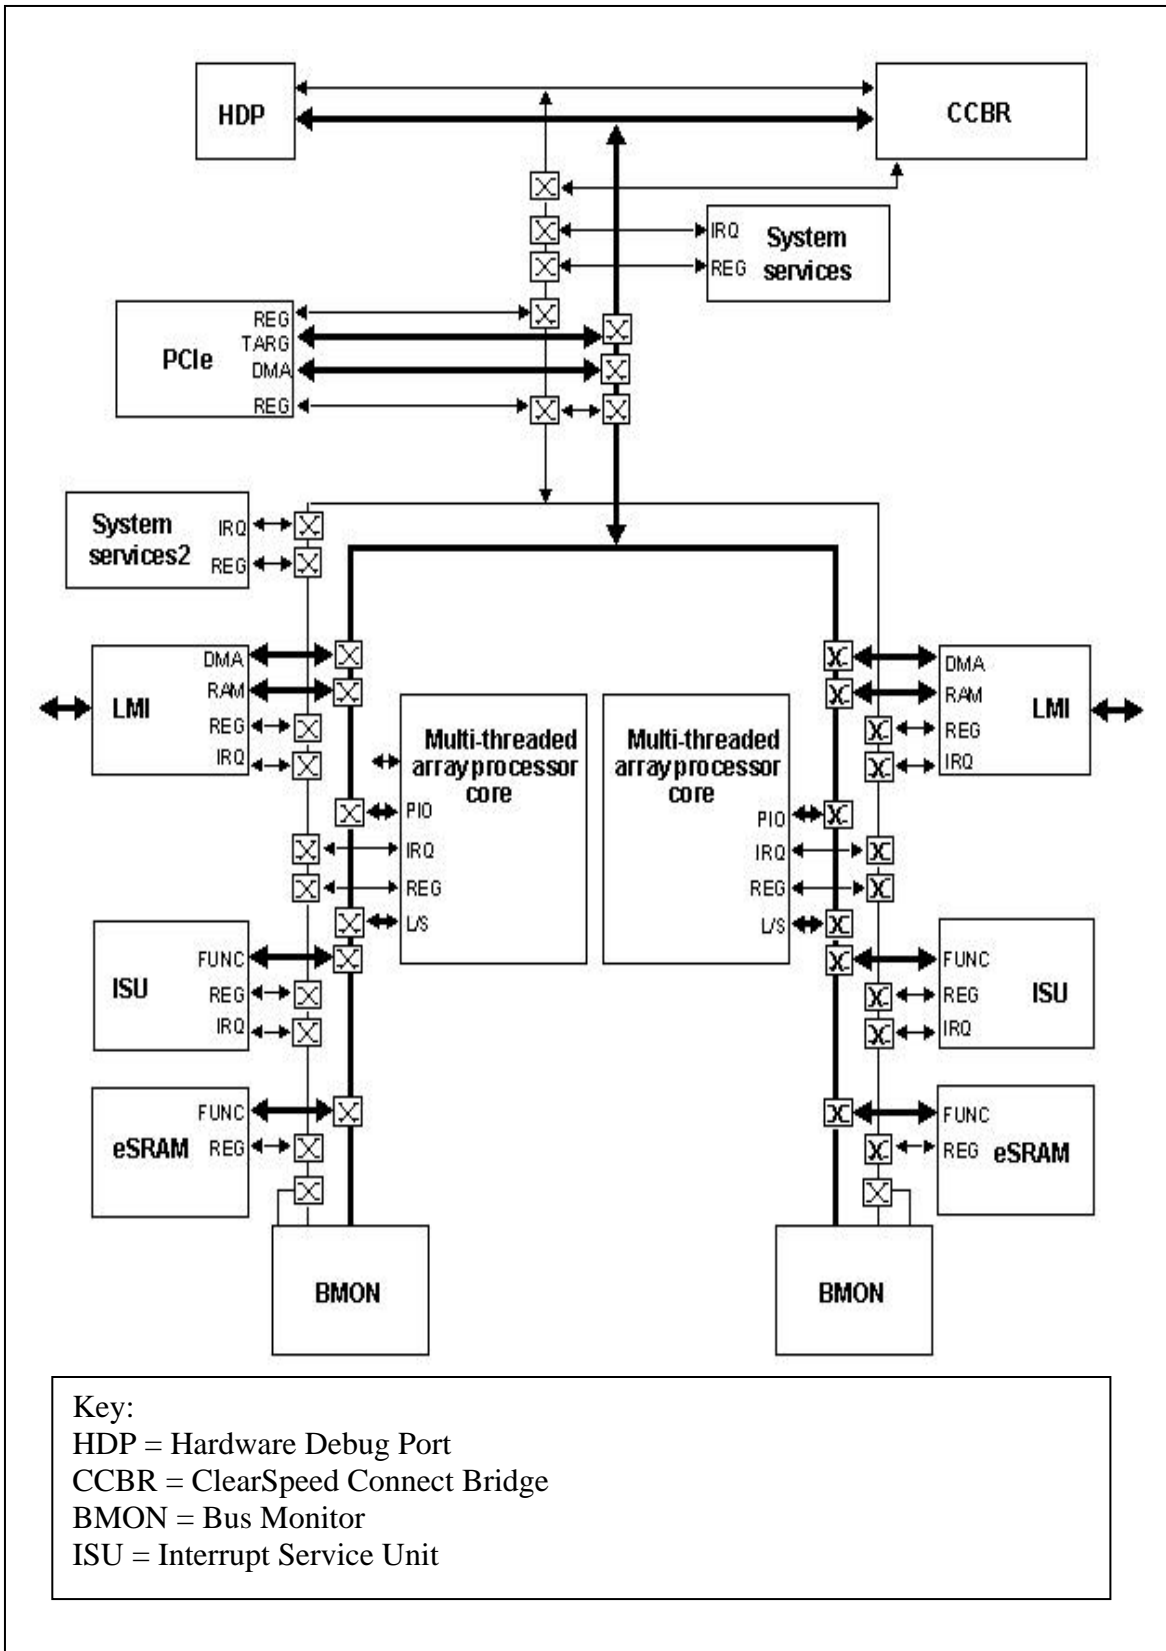 HDP
CCBR
IRQ
System
REG
services
REG
TARG
PCIe
DMA
REG
System
services2
IRQ
REG
DMA
RAM
LMI
REG
IRQ
Multi-threaded
array processor
core
PIO
IRQ
REG
L/S
Multi-threaded
array processor
core
PIO
IRQ
REG
L/S
DMA
RAM
LMI
REG
IRQ
FUNC
ISU
REG
IRQ
FUNC
REG
ISU
IRQ
FUNC
eSRAM
REG
FUNC
REG
eSRAM
BMON
BMON
Key:
HDP = Hardware Debug Port
CCBR = ClearSpeed Connect Bridge
BMON = Bus Monitor
ISU = Interrupt Service Unit